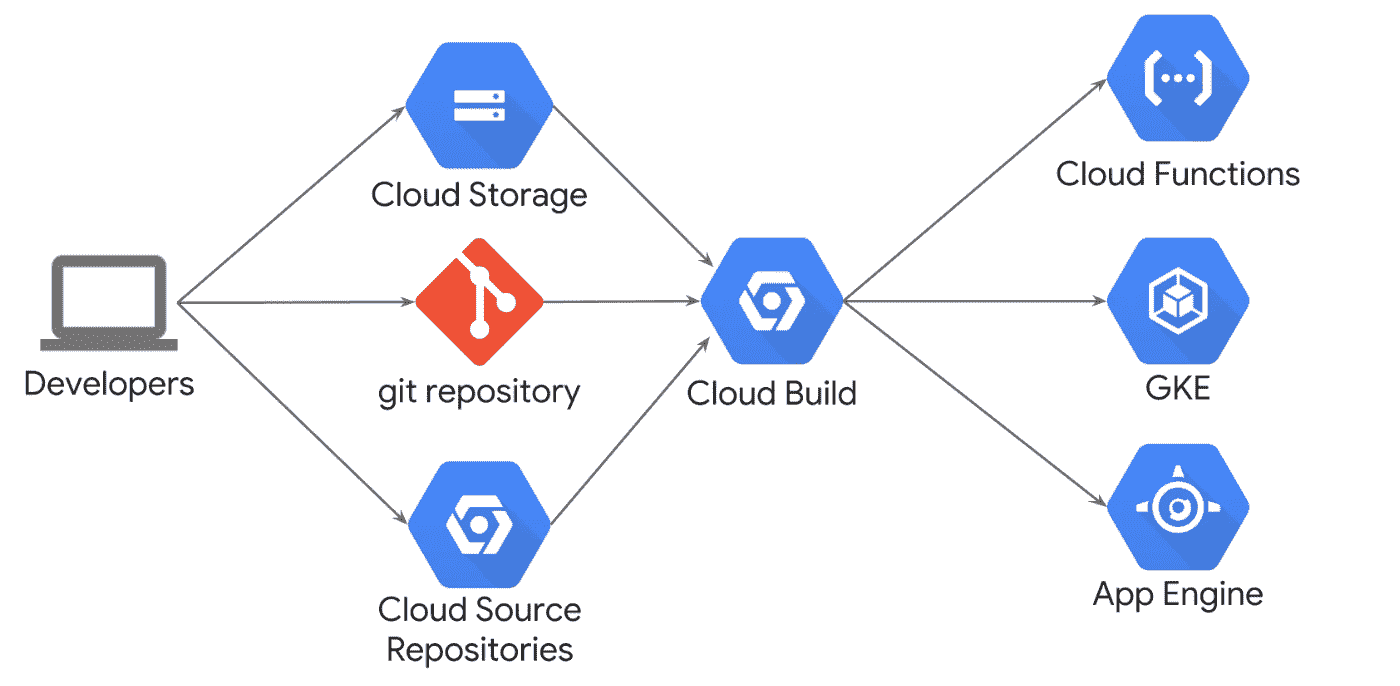 Cloud Storage
Cloud Functions
Developers
git repository
Cloud Build
GKE
Cloud Source
Repositories
App Engine